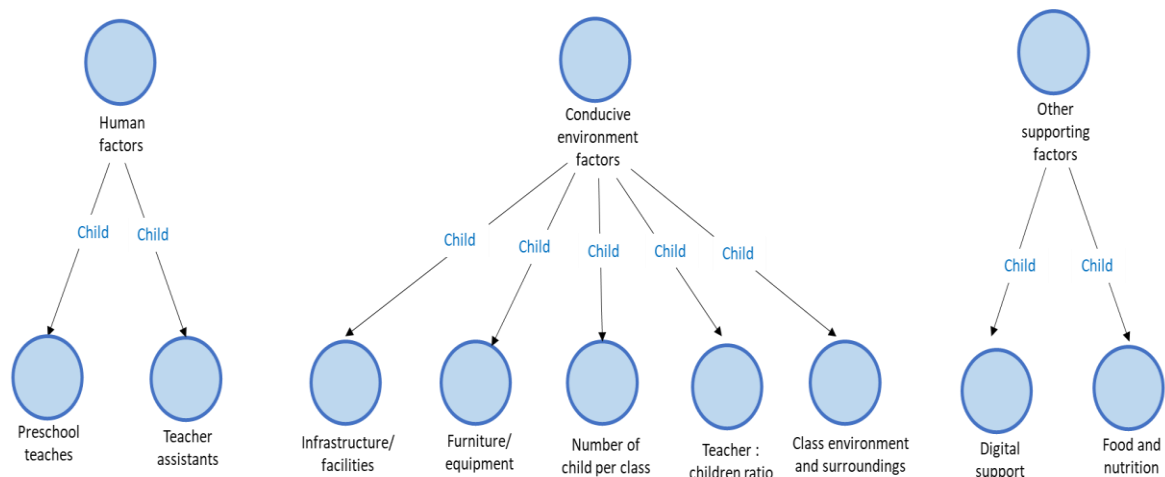 Human
factors
Conducive
environment
factors
Other
supporting
factors
Child
Child
Child
Child
Child
Child
Child
Child
Child
Preschool
teaches
Teacher
assistants
Infrastructure/
facilities
Furniture/
equipment
Number of
child per class
Teacher :
children ratio
Class environment
and surroundings
Digital
support
Food and
nutrition